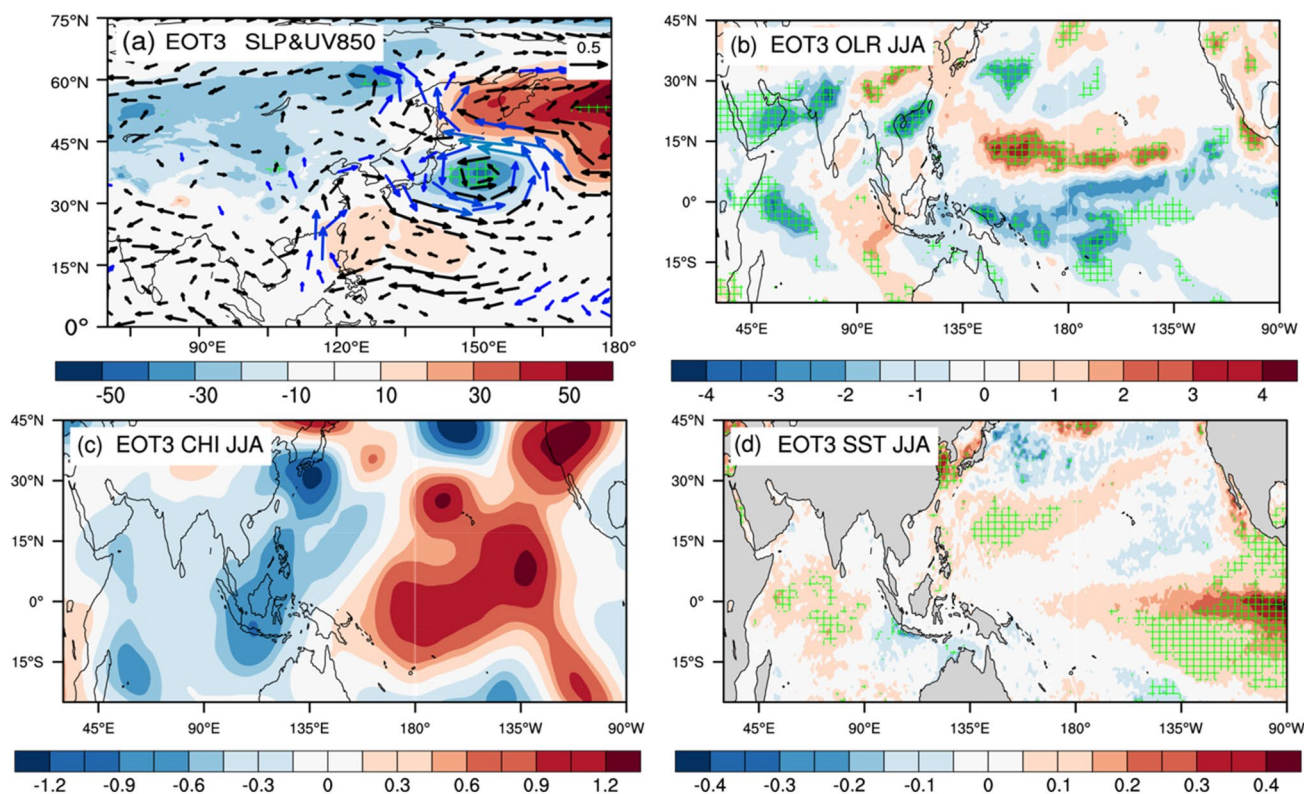 75°N
(a) EOT3 SLP&UV850
0.5
60°N
45°N
30°N
15°N
0°
90°E 120°E 150°E 180°
-50 -30 -10 10 30 50
45°N
(b) EOT3 OLR JJA
30°N
15°N
0°
15°S
45°E 90°E 135°E 180° 135°W 90°W
-4 -3 -2 -1 0 1 2 3 4
45°N
(c) EOT3 CHI JJA
30°N
15°N
0°
15°S
45°E 90°E 135°E 180° 135°W 90°W
-1.2 -0.9 -0.6 -0.3 0 0.3 0.6 0.9 1.2
45°N
(d) EOT3 SST JJA
30°N
15°N
0°
15°S
45°E 90°E 135°E 180° 135°W 90°W
-0.4 -0.3 -0.2 -0.1 0 0.1 0.2 0.3 0.4